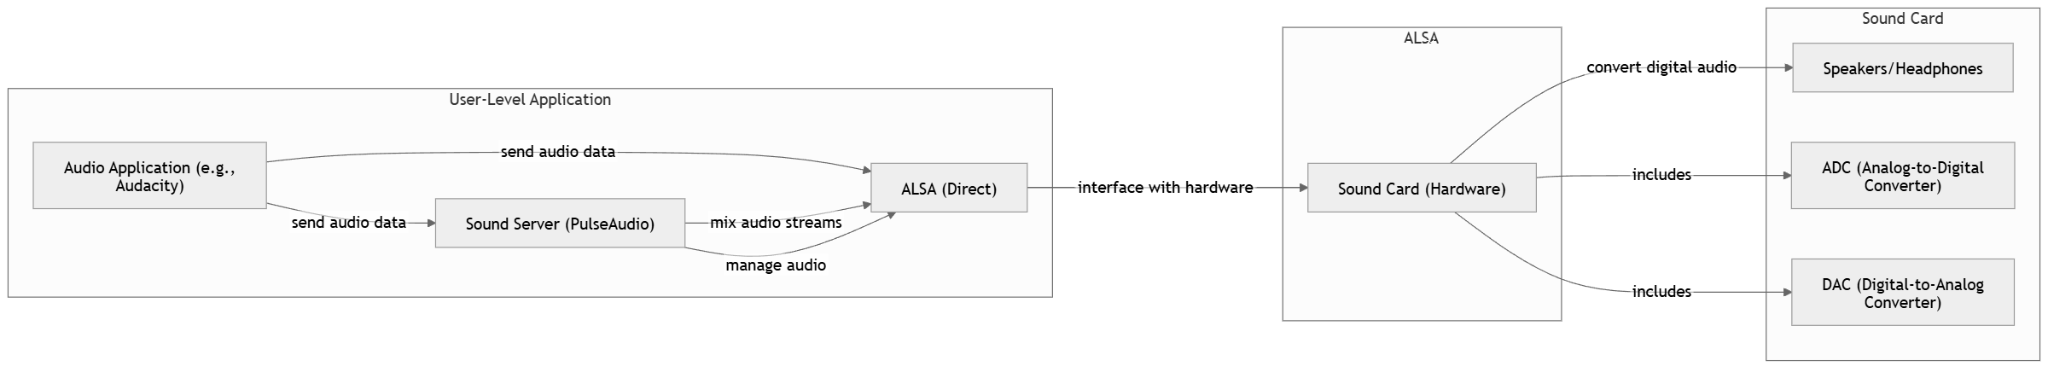 User-Level Application
Audio Application (e.g.,
Audacity)
send audio data
send audio data
Sound Server (PulseAudio)
mix audio streams
manage audio
ALSA (Direct)
interface with hardware
ALSA
Sound Card (Hardware)
convert digital audio
includes
includes
Sound Card
Speakers/Headphones
ADC (Analog-to-Digital
Converter)
DAC (Digital-to-Analog
Converter)